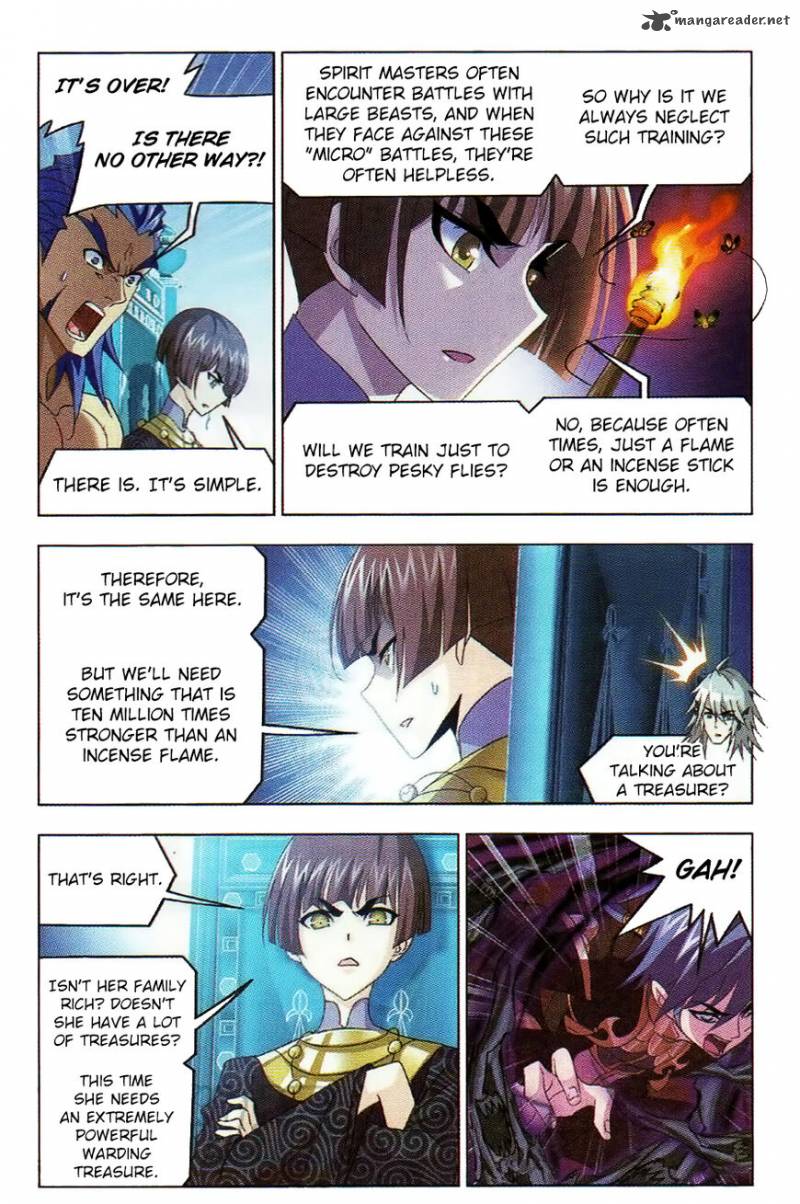 mangareader.net
IT'S OVER!
IS THERE
NO OTHER WAY?!
THERE IS. IT'S SIMPLE.
SPIRIT MASTERS OFTEN
ENCOUNTER BATTLES WITH
LARGE BEASTS, AND WHEN
THEY FACE AGAINST THESE
"MICRO" BATTLES, THEY'RE
OFTEN HELPLESS.
SO WHY IS IT WE
ALWAYS NEGLECT
SUCH TRAINING?
WILL WE TRAIN JUST TO
DESTROY PESKY FLIES?
NO, BECAUSE OFTEN
TIMES, JUST A FLAME
OR AN INCENSE STICK
IS ENOUGH.
THEREFORE,
IT'S THE SAME HERE.
BUT WE'LL NEED
SOMETHING THAT IS
TEN MILLION TIMES
STRONGER THAN AN
INCENSE FLAME.
YOU'RE
TALKING ABOUT
A TREASURE?
THAT'S RIGHT.
ISN'T HER FAMILY
RICH? DOESN'T
SHE HAVE A LOT
OF TREASURES?
THIS TIME
SHE NEEDS
AN EXTREMELY
POWERFUL
WARDING
TREASURE.
GAH!